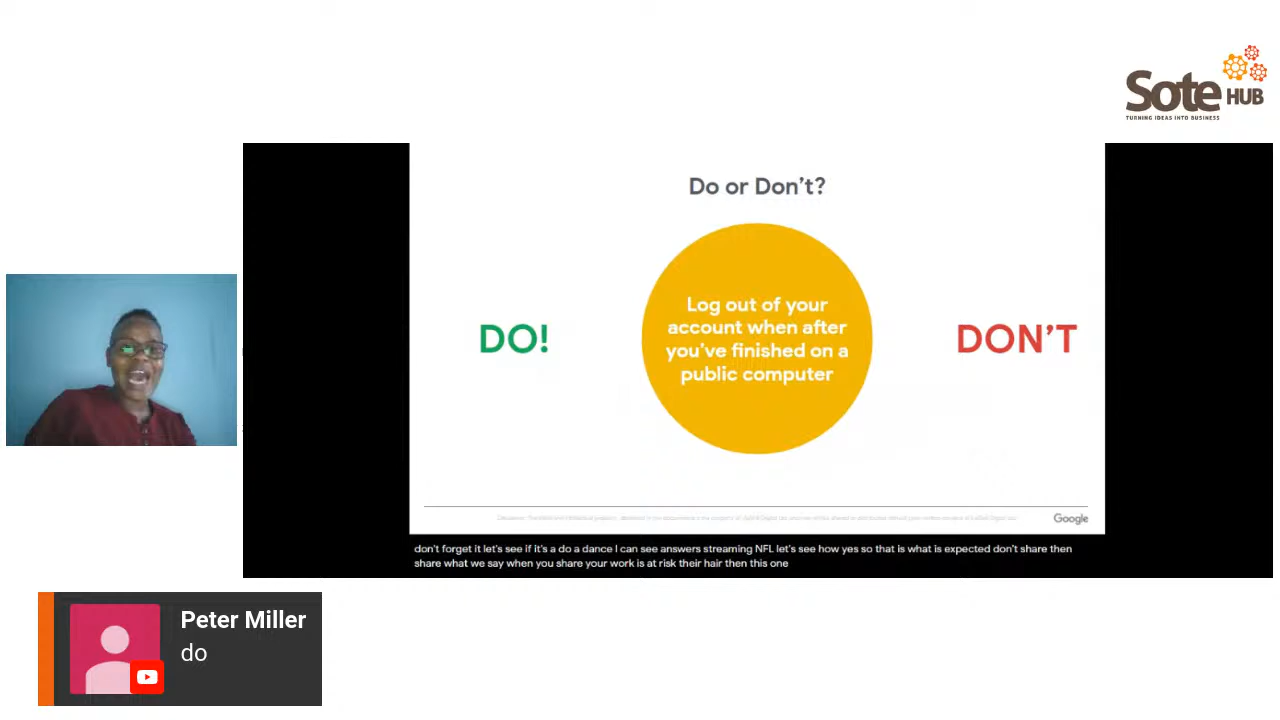 Sote HUB
TURNING IDEAS INTO BUSINESS
Do or Don't?
DO!
Log out of your
account when after
you've finished on a
public computer
DON'T
Google
don't forget it let's see if it's a do a dance I can see answers streaming NFL let's see how yes so that is what is expected don't share then
share what we say when you share your work is at risk their hair then this one
Peter Miller
do